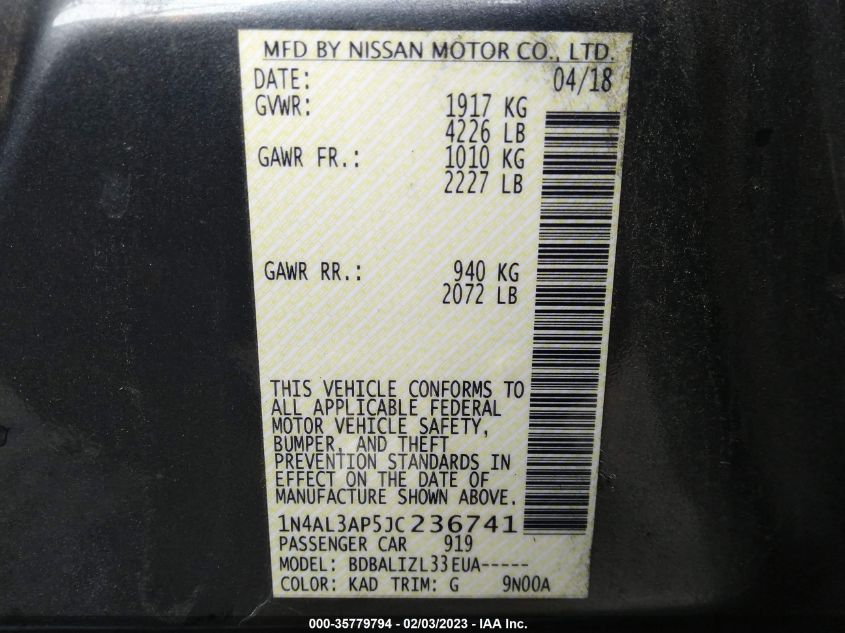 MFD BY NISSAN MOTOR CO., LTD.
DATE: 04/18
GVWR: 1917 KG
4226 LB
GAWR FR.: 1010 KG
2227 LB
GAWR RR.: 940 KG
2072 LB
THIS VEHICLE CONFORMS TO
ALL APPLICABLE FEDERAL
MOTOR VEHICLE SAFETY,
BUMPER, AND THEFT
PREVENTION STANDARDS IN
EFFECT ON THE DATE OF
MANUFACTURE SHOWN ABOVE.
1N4AL3AP5JC236741
PASSENGER CAR 919
MODEL: BDBALIZL33EUA-----
COLOR: KAD TRIM: G 9N00A
000-35779794 - 02/03/2023 - IAA Inc.